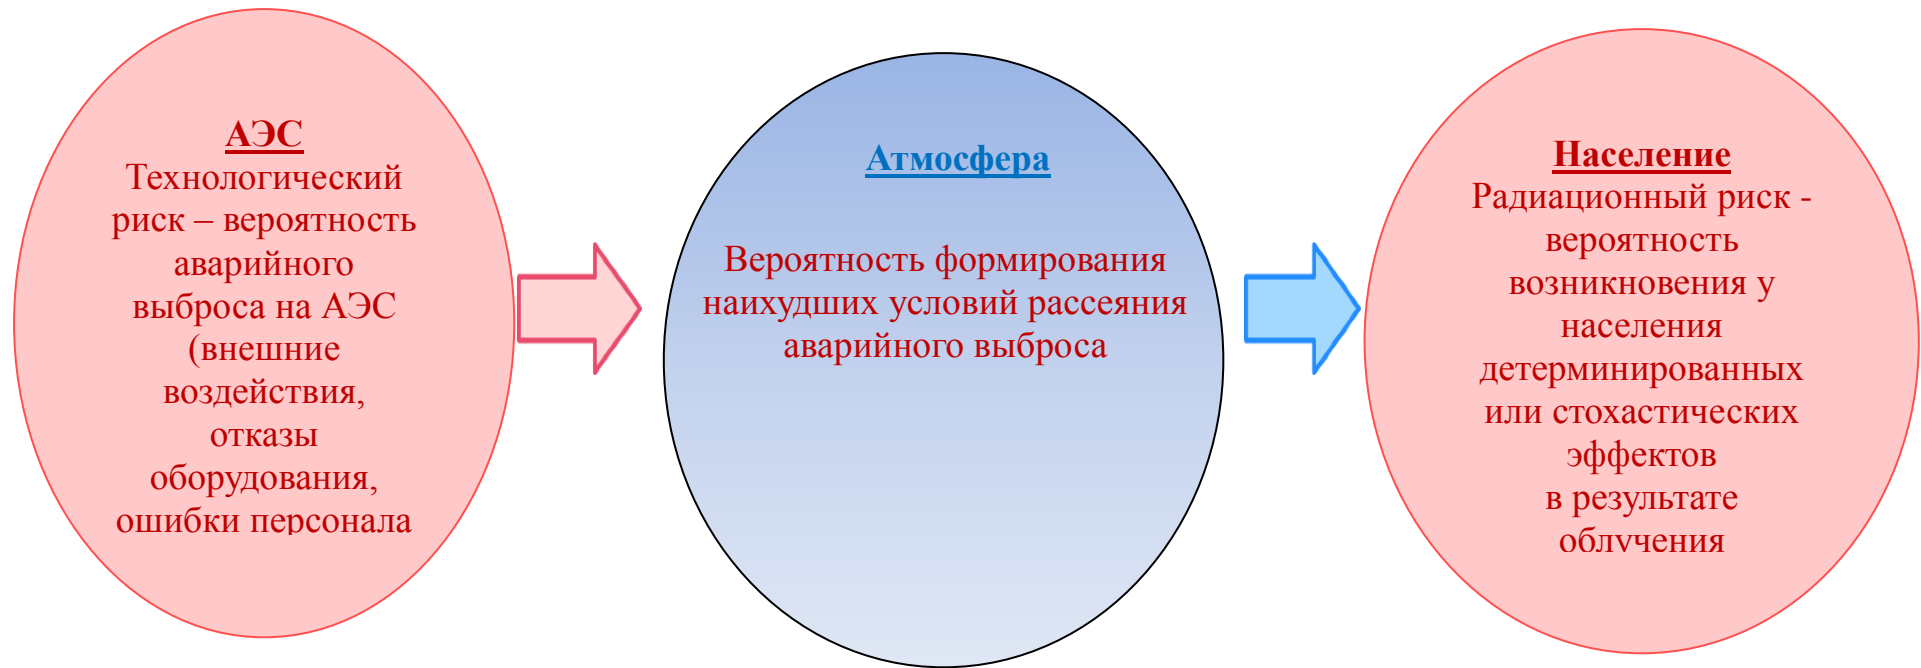 АЭС
Технологический
риск – вероятность
аварийного
выброса на АЭС
(внешние
воздействия,
отказы
оборудования,
ошибки персонала
Атмосфера
Вероятность формирования
наихудших условий рассеяния
аварийного выброса
Население
Радиационный риск -
вероятность
возникновения у
населения
детерминированных
или стохастических
эффектов
в результате
облучения